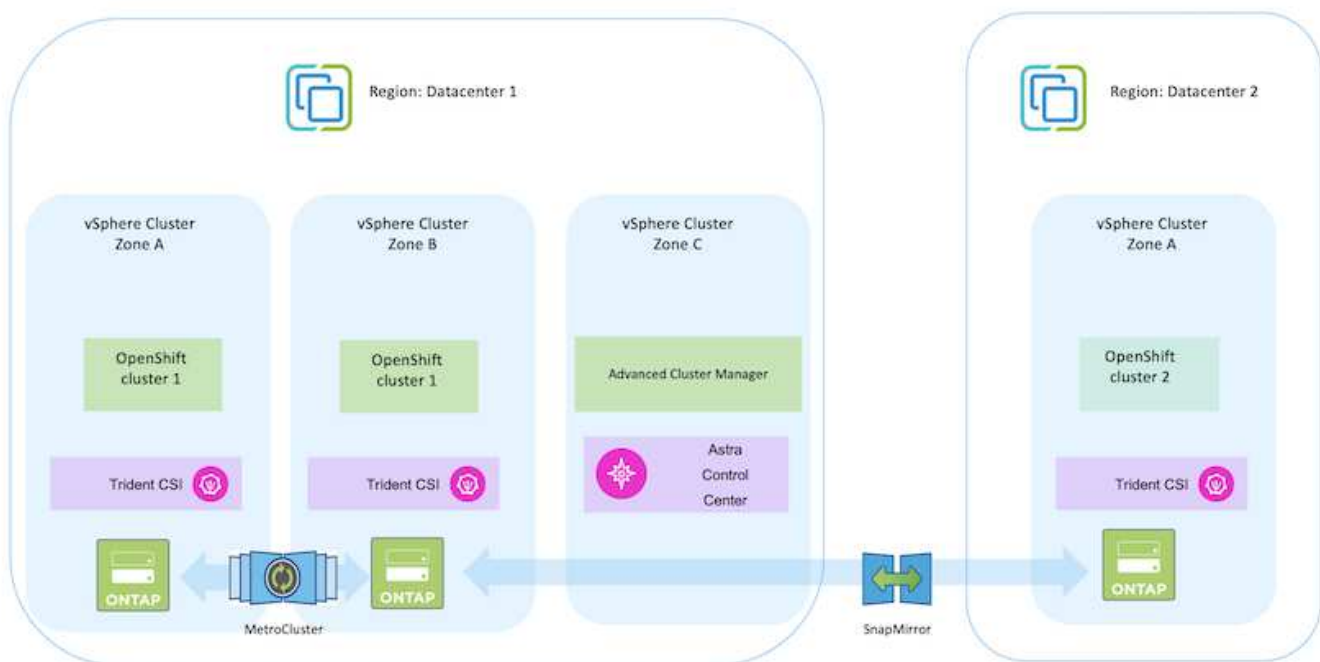 Region: Datacenter 1
Region: Datacenter 2
vSphere Cluster
Zone A
vSphere Cluster
Zone B
vSphere Cluster
Zone C
vSphere Cluster
Zone A
OpenShift
cluster 1
OpenShift
cluster 1
Advanced Cluster Manager
OpenShift
cluster 2
Trident CSI
Trident CSI
Astra
Control
Center
Trident CSI
ONTAP
ONTAP
ONTAP
MetroCluster
SnapMirror